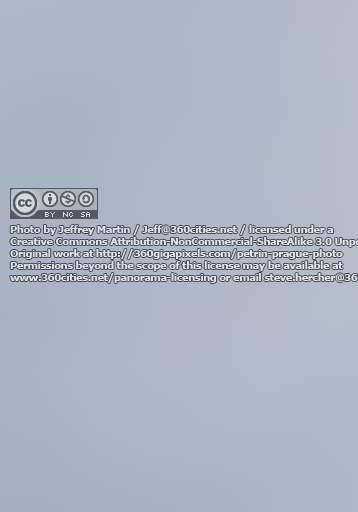 cc
BY NC SA
Photo by Jeffrey Martin / Jeff@360cities.net / licensed under a
Creative Commons Attribution-NonCommercial-ShareAlike 3.0 Unpo
Original work at http://360gigapixels.com/petrin-prague-photo
Permissions beyond the scope of this license may be available at
www.360cities.net/panorama-licensing or email steve.hercher@36